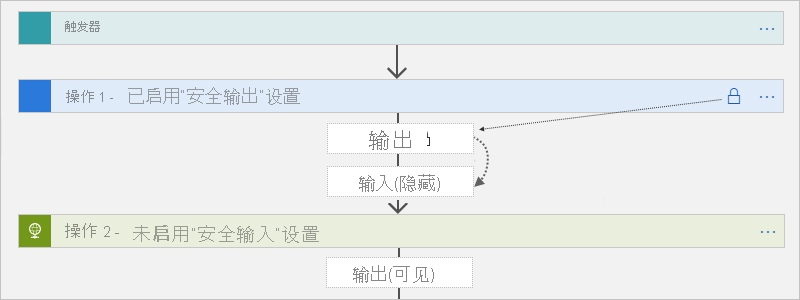 触发器
操作 1 - 已启用"安全输出"设置
输出
输入(隐藏)
操作 2 - 未启用"安全输入"设置
输出(可见)